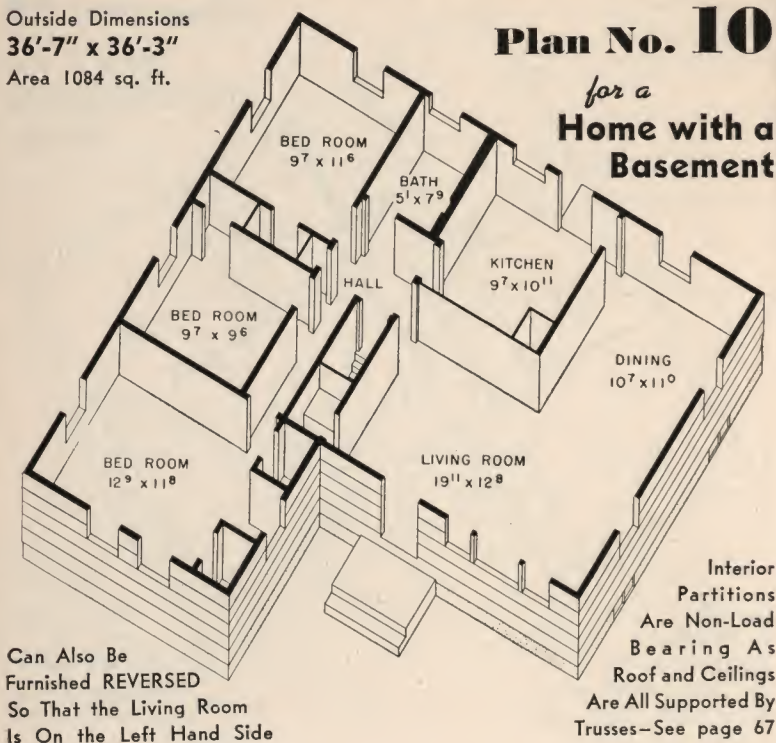 Outside Dimensions
36'-7" x 36'-3"
Area 1084 sq. ft.
Plan No. 10
for a
Home with a
Basement
BED ROOM
9⁷ x 11⁶
BATH
5¹ x 7⁹
KITCHEN
9⁷ x 10¹¹
HALL
BED ROOM
9⁷ x 9⁶
DINING
10⁷ x 11⁰
BED ROOM
12⁹ x 11⁸
LIVING ROOM
19¹¹ x 12⁸
Can Also Be
Furnished REVERSED
So That the Living Room
Is On the Left Hand Side
Interior
Partitions
Are Non-Load
Bearing As
Roof and Ceilings
Are All Supported By
Trusses—See page 67